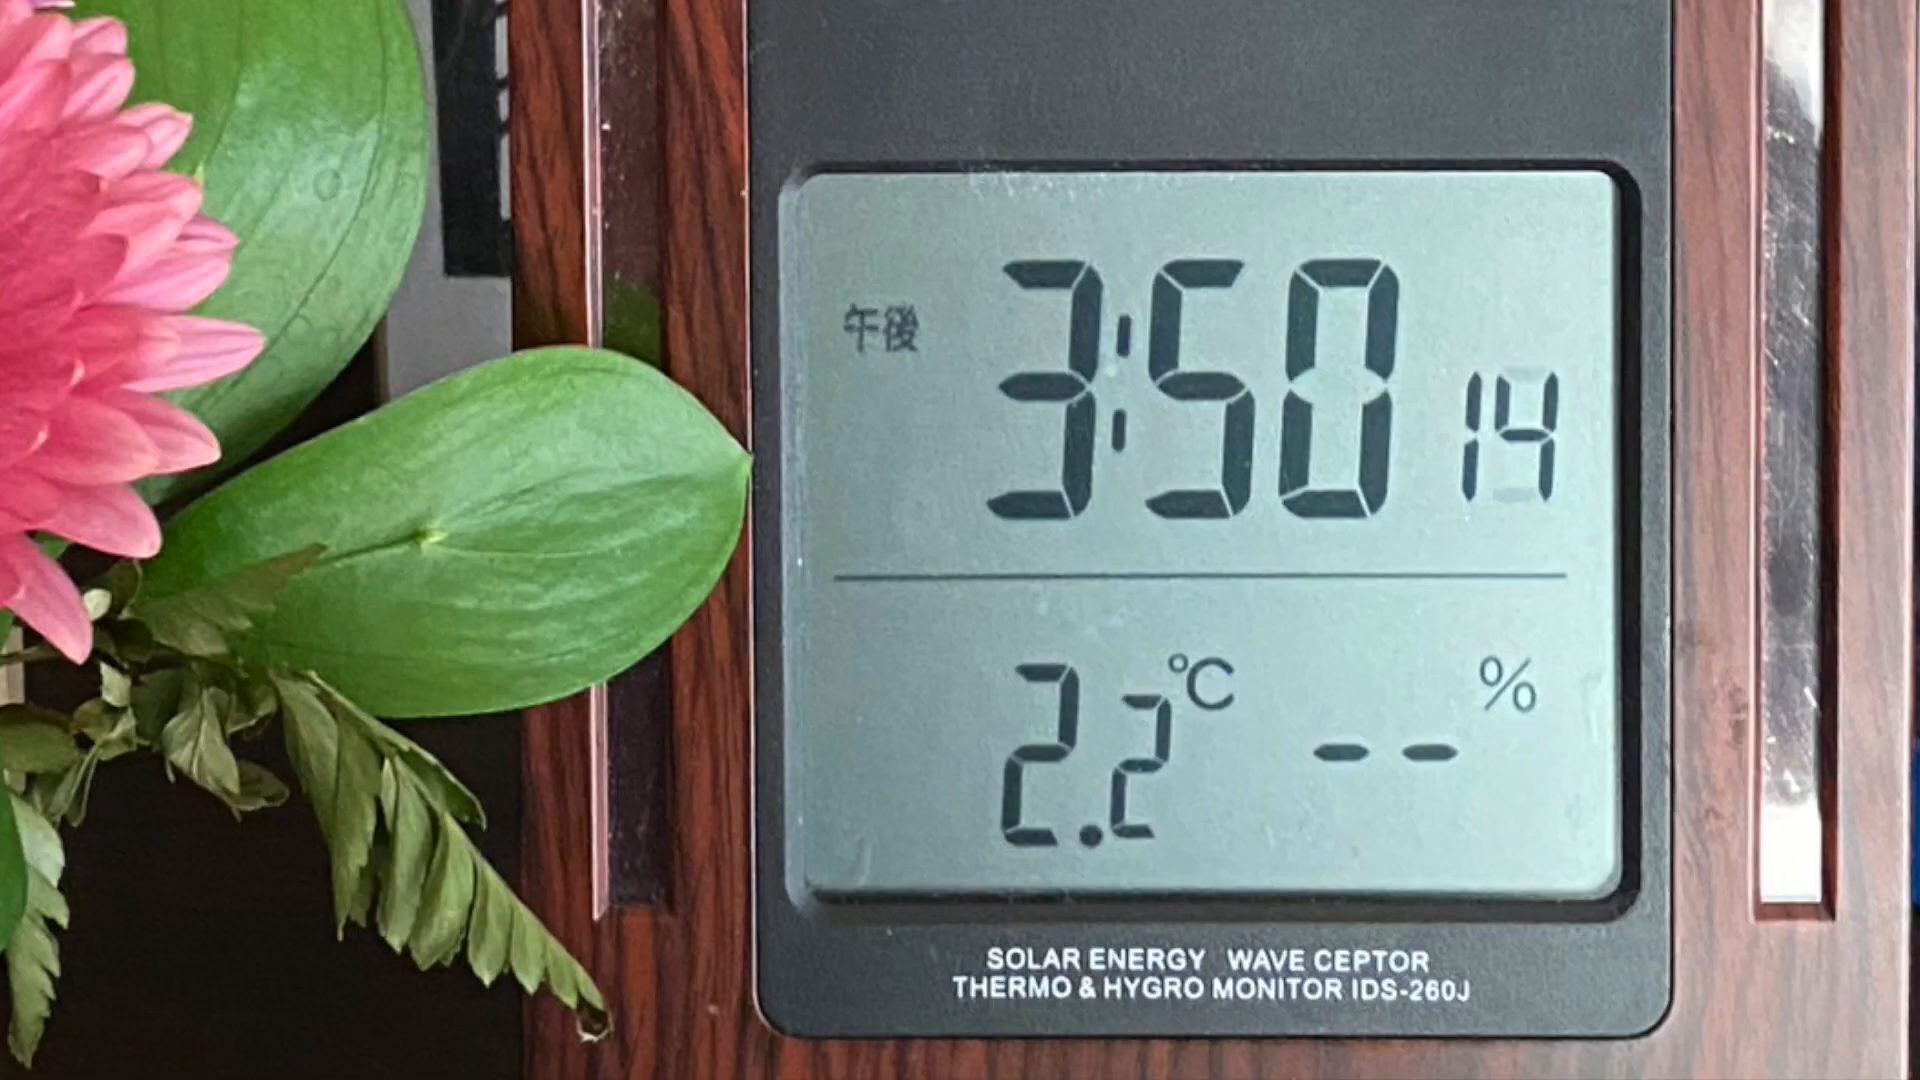 午後 3:50 14
2.2 ℃ -- %
SOLAR ENERGY WAVE CEPTOR
THERMO & HYGRO MONITOR IDS-260J